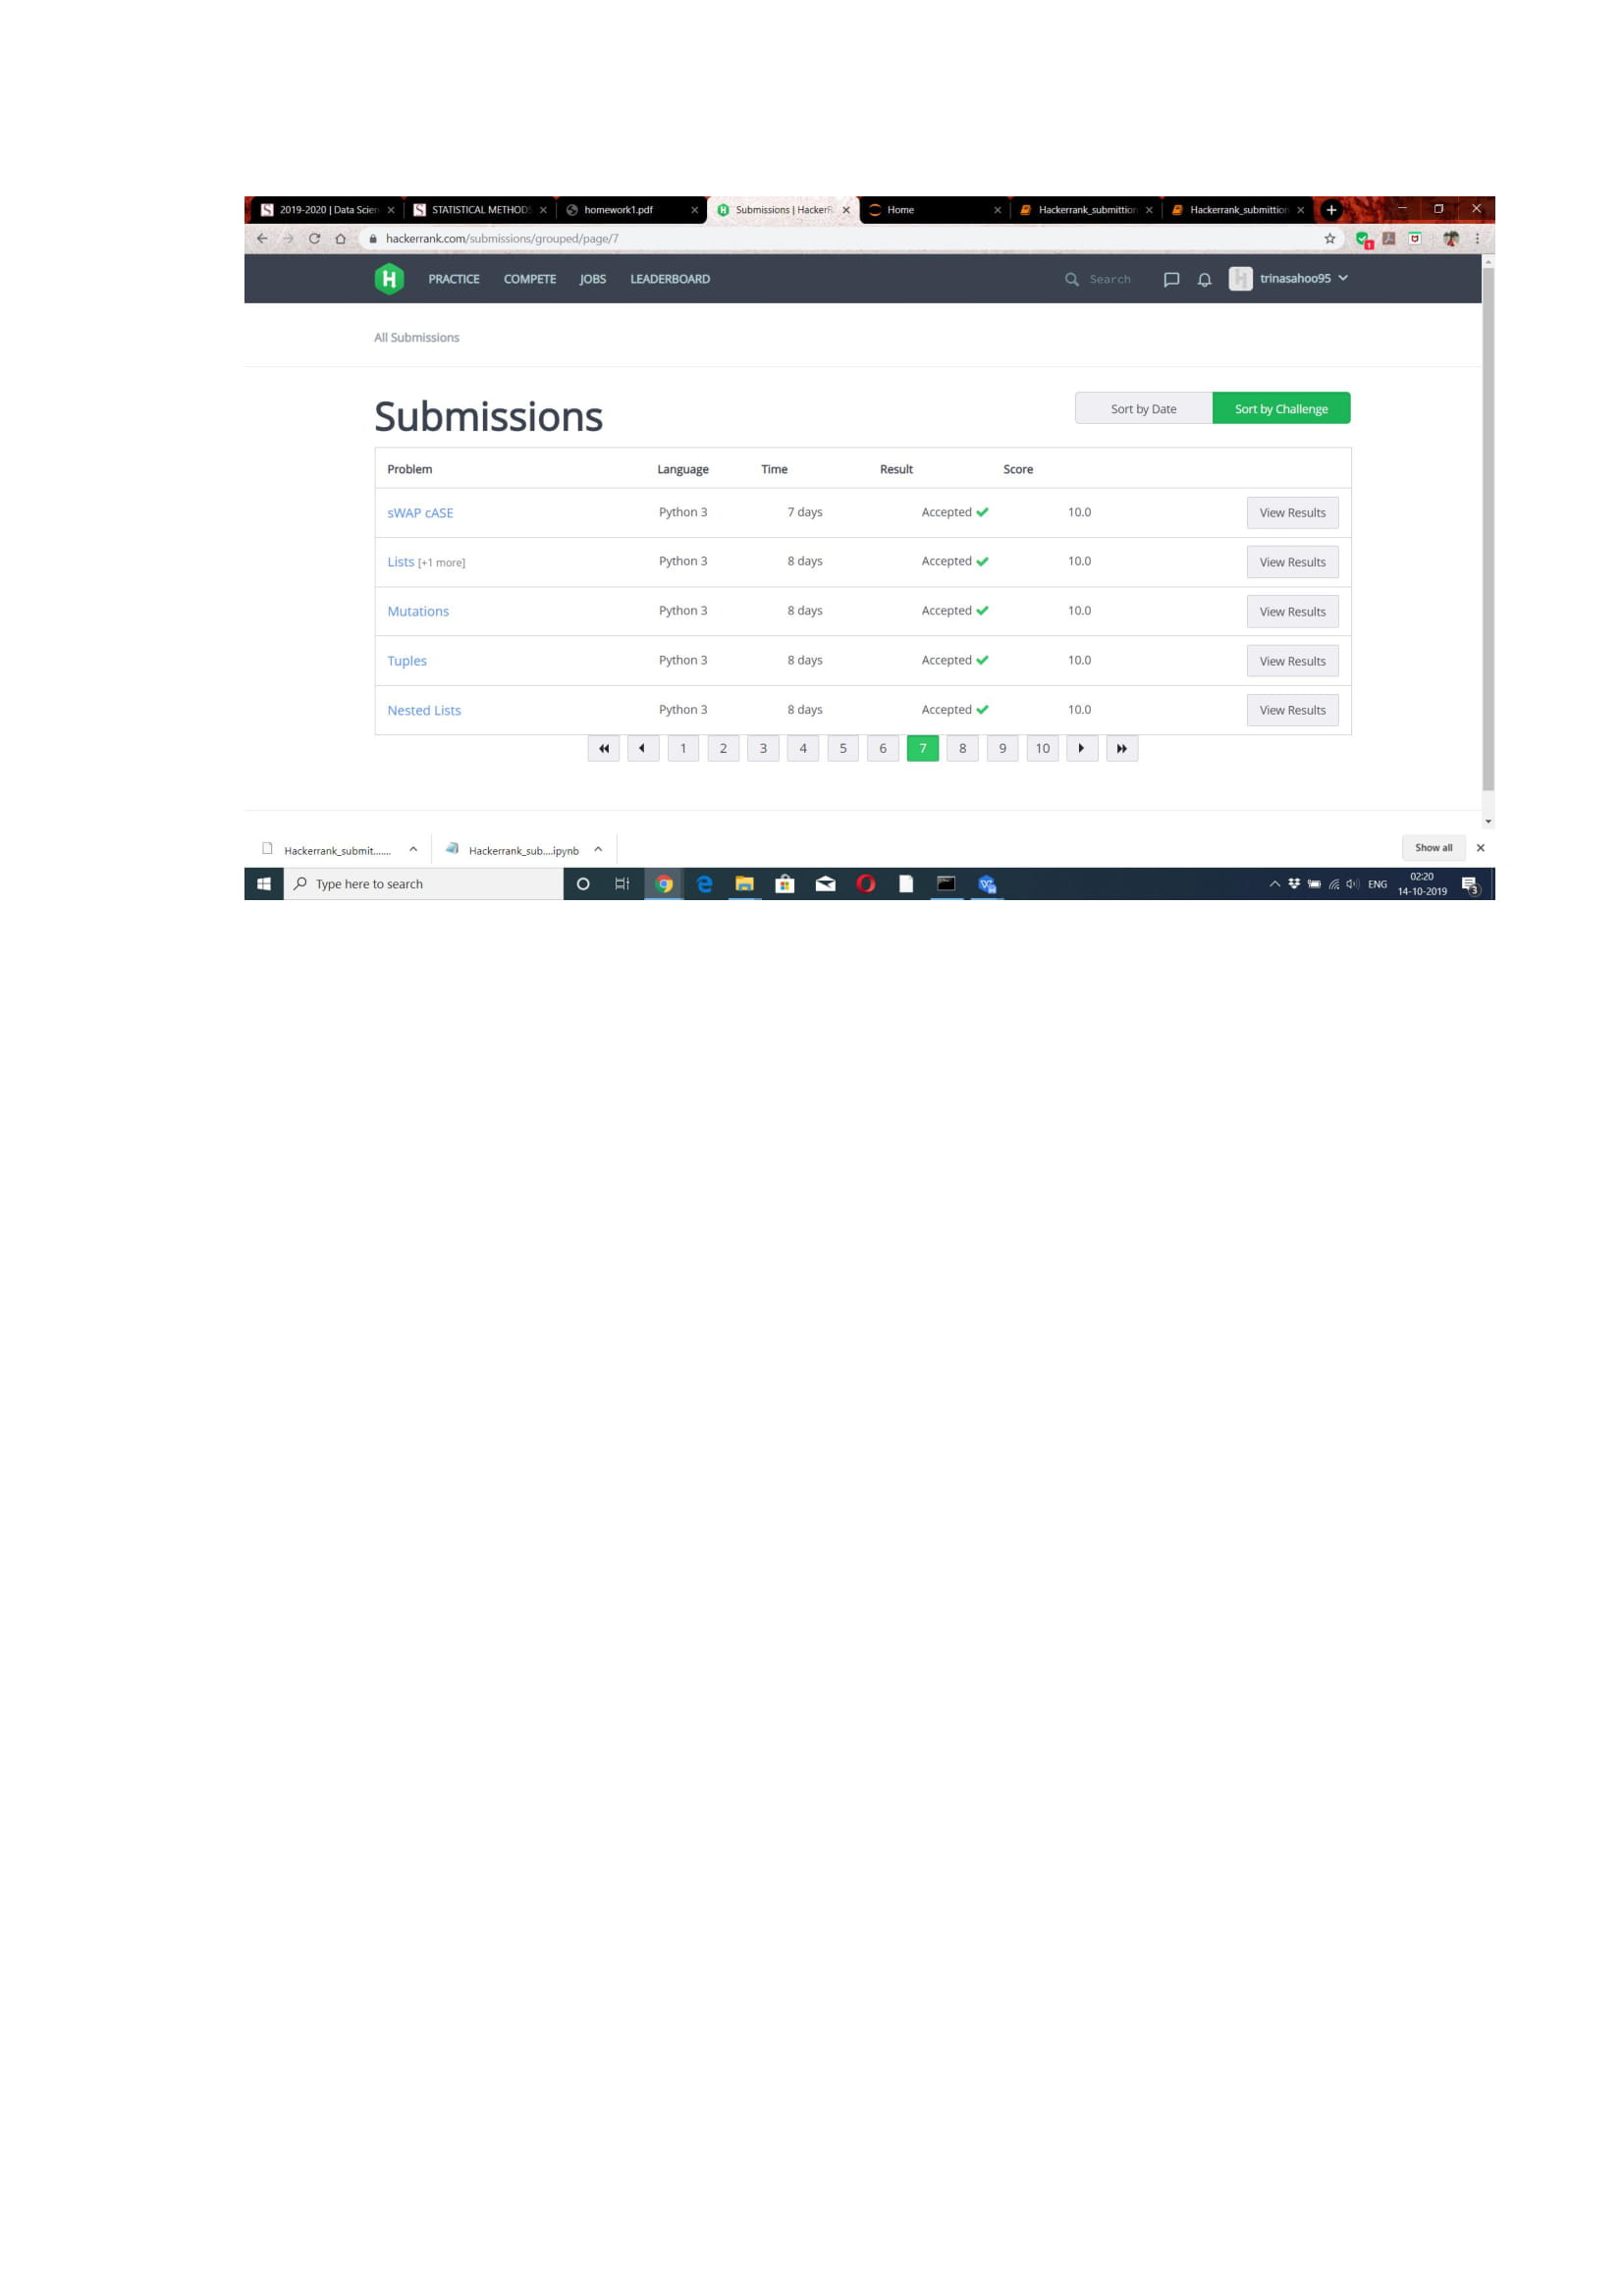 2019-2020 | Data Scien STATISTICAL METHODS homework1.pdf Submissions | HackerR Home Hackerrank_submittion Hackerrank_submittion
hackerrank.com/submissions/grouped/page/7
H PRACTICE COMPETE JOBS LEADERBOARD Search H trinasahoo95
All Submissions
Submissions Sort by Date Sort by Challenge
Problem Language Time Result Score
sWAP cASE Python 3 7 days Accepted 10.0 View Results
Lists [+1 more] Python 3 8 days Accepted 10.0 View Results
Mutations Python 3 8 days Accepted 10.0 View Results
Tuples Python 3 8 days Accepted 10.0 View Results
Nested Lists Python 3 8 days Accepted 10.0 View Results
1 2 3 4 5 6 7 8 9 10
Hackerrank_submit....... Hackerrank_sub....ipynb Show all
Type here to search ENG 02:20
14-10-2019 3